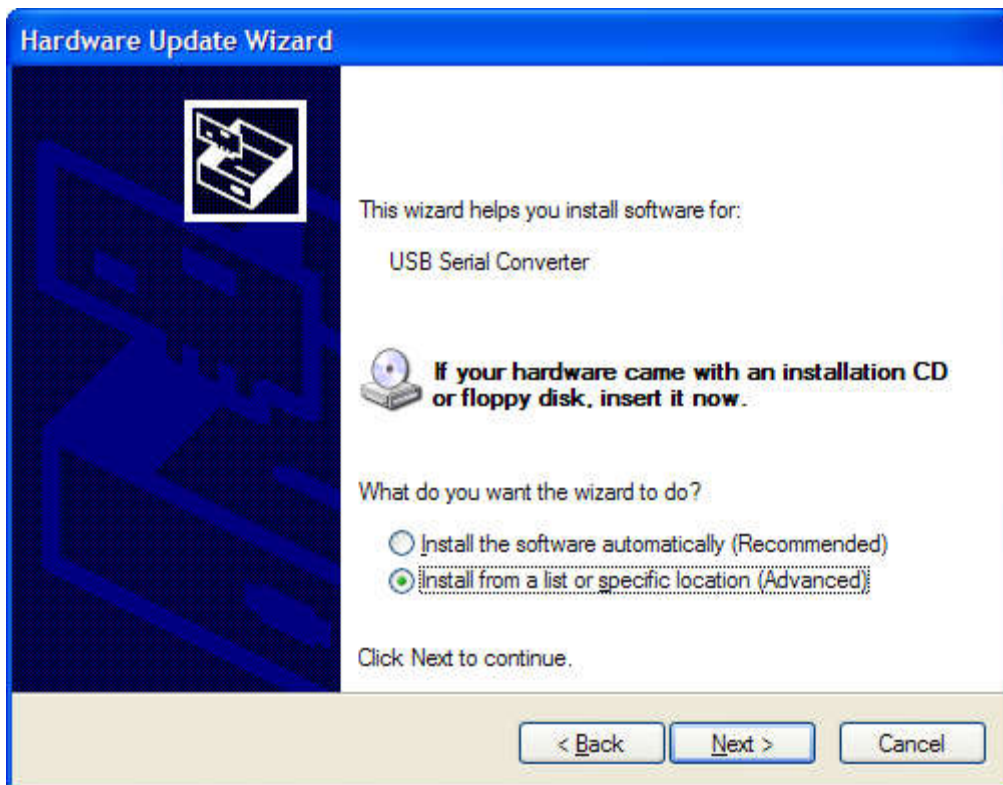 Hardware Update Wizard
This wizard helps you install software for:
USB Serial Converter
If your hardware came with an installation CD
or floppy disk, insert it now.
What do you want the wizard to do?
Install the software automatically (Recommended)
Install from a list or specific location (Advanced)
Click Next to continue.
< Back
Next >
Cancel